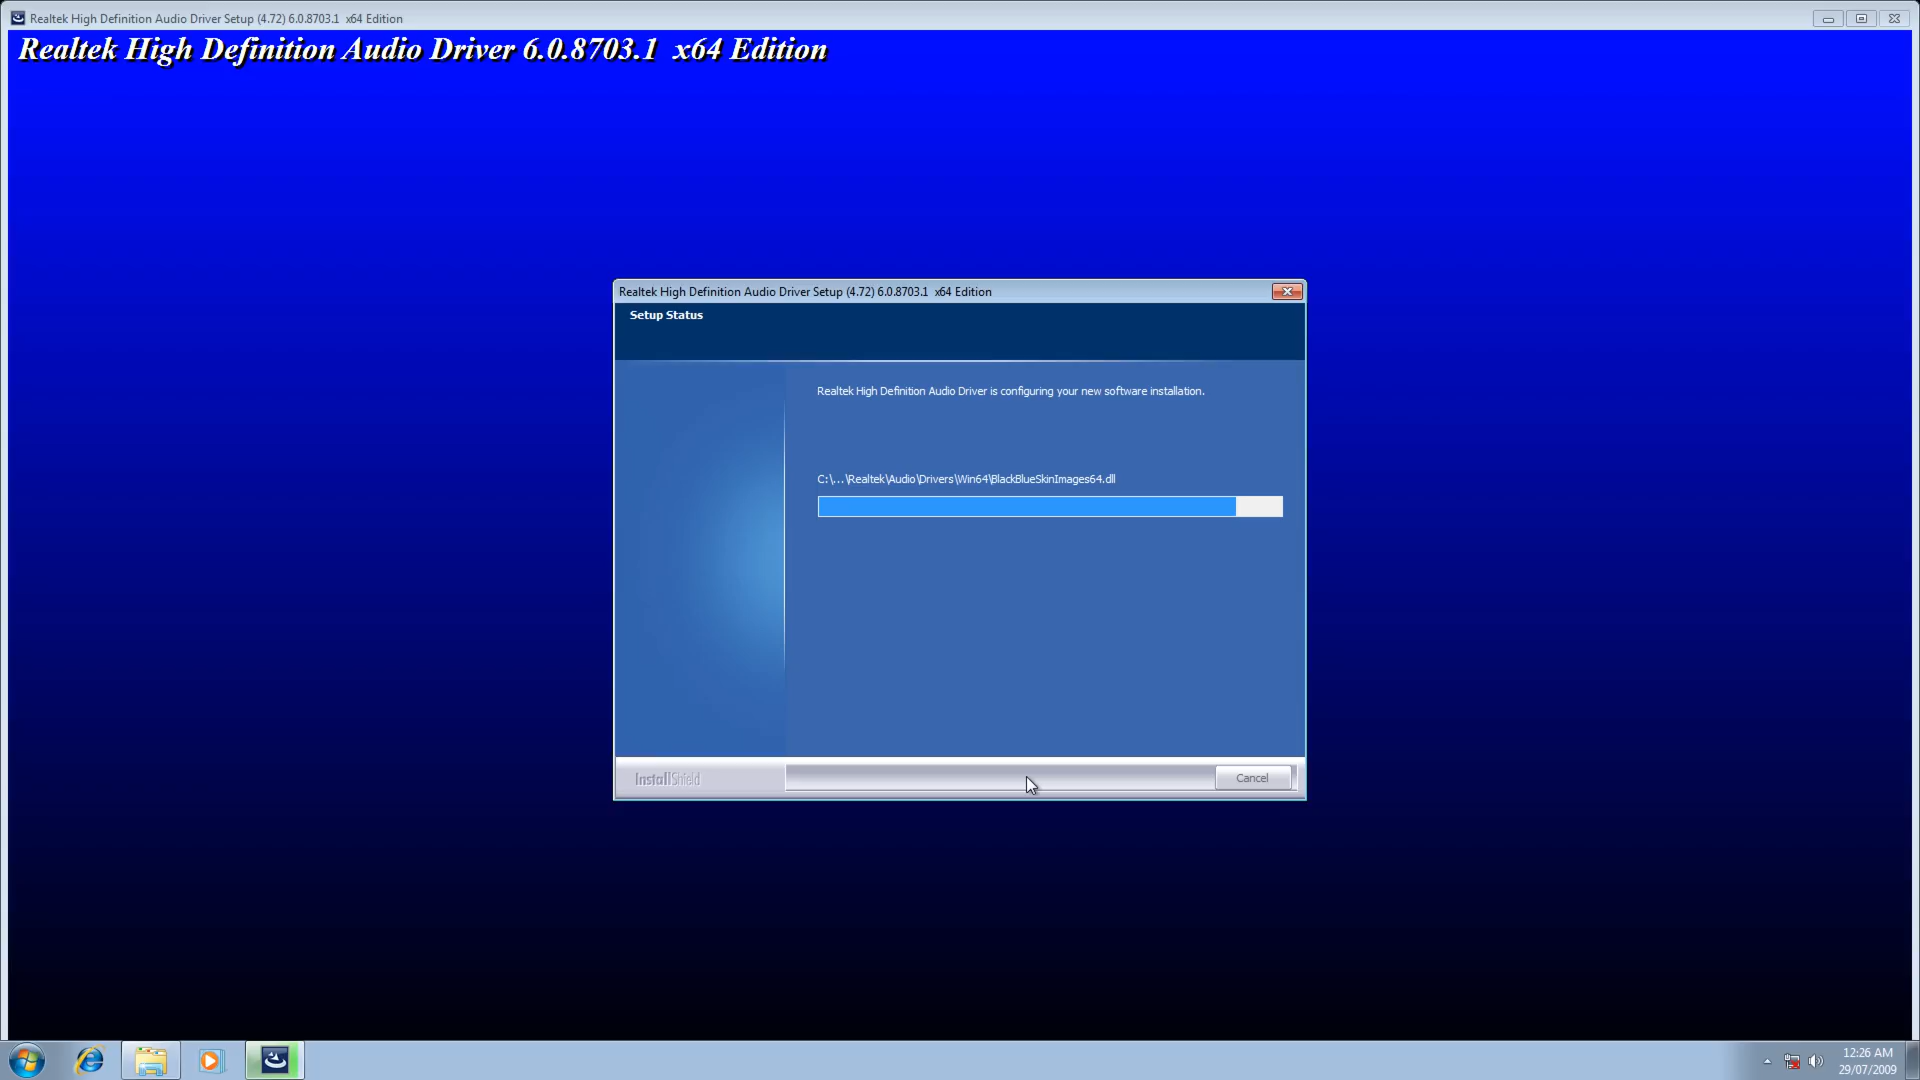 Realtek High Definition Audio Driver Setup (4.72) 6.0.8703.1  x64 Edition
Realtek High Definition Audio Driver 6.0.8703.1  x64 Edition
Realtek High Definition Audio Driver Setup (4.72) 6.0.8703.1  x64 Edition
Setup Status
Realtek High Definition Audio Driver is configuring your new software installation.
C:\...\Realtek\Audio\Drivers\Win64\BlackBlueSkinImages64.dll
InstallShield
Cancel
12:26 AM
29/07/2009